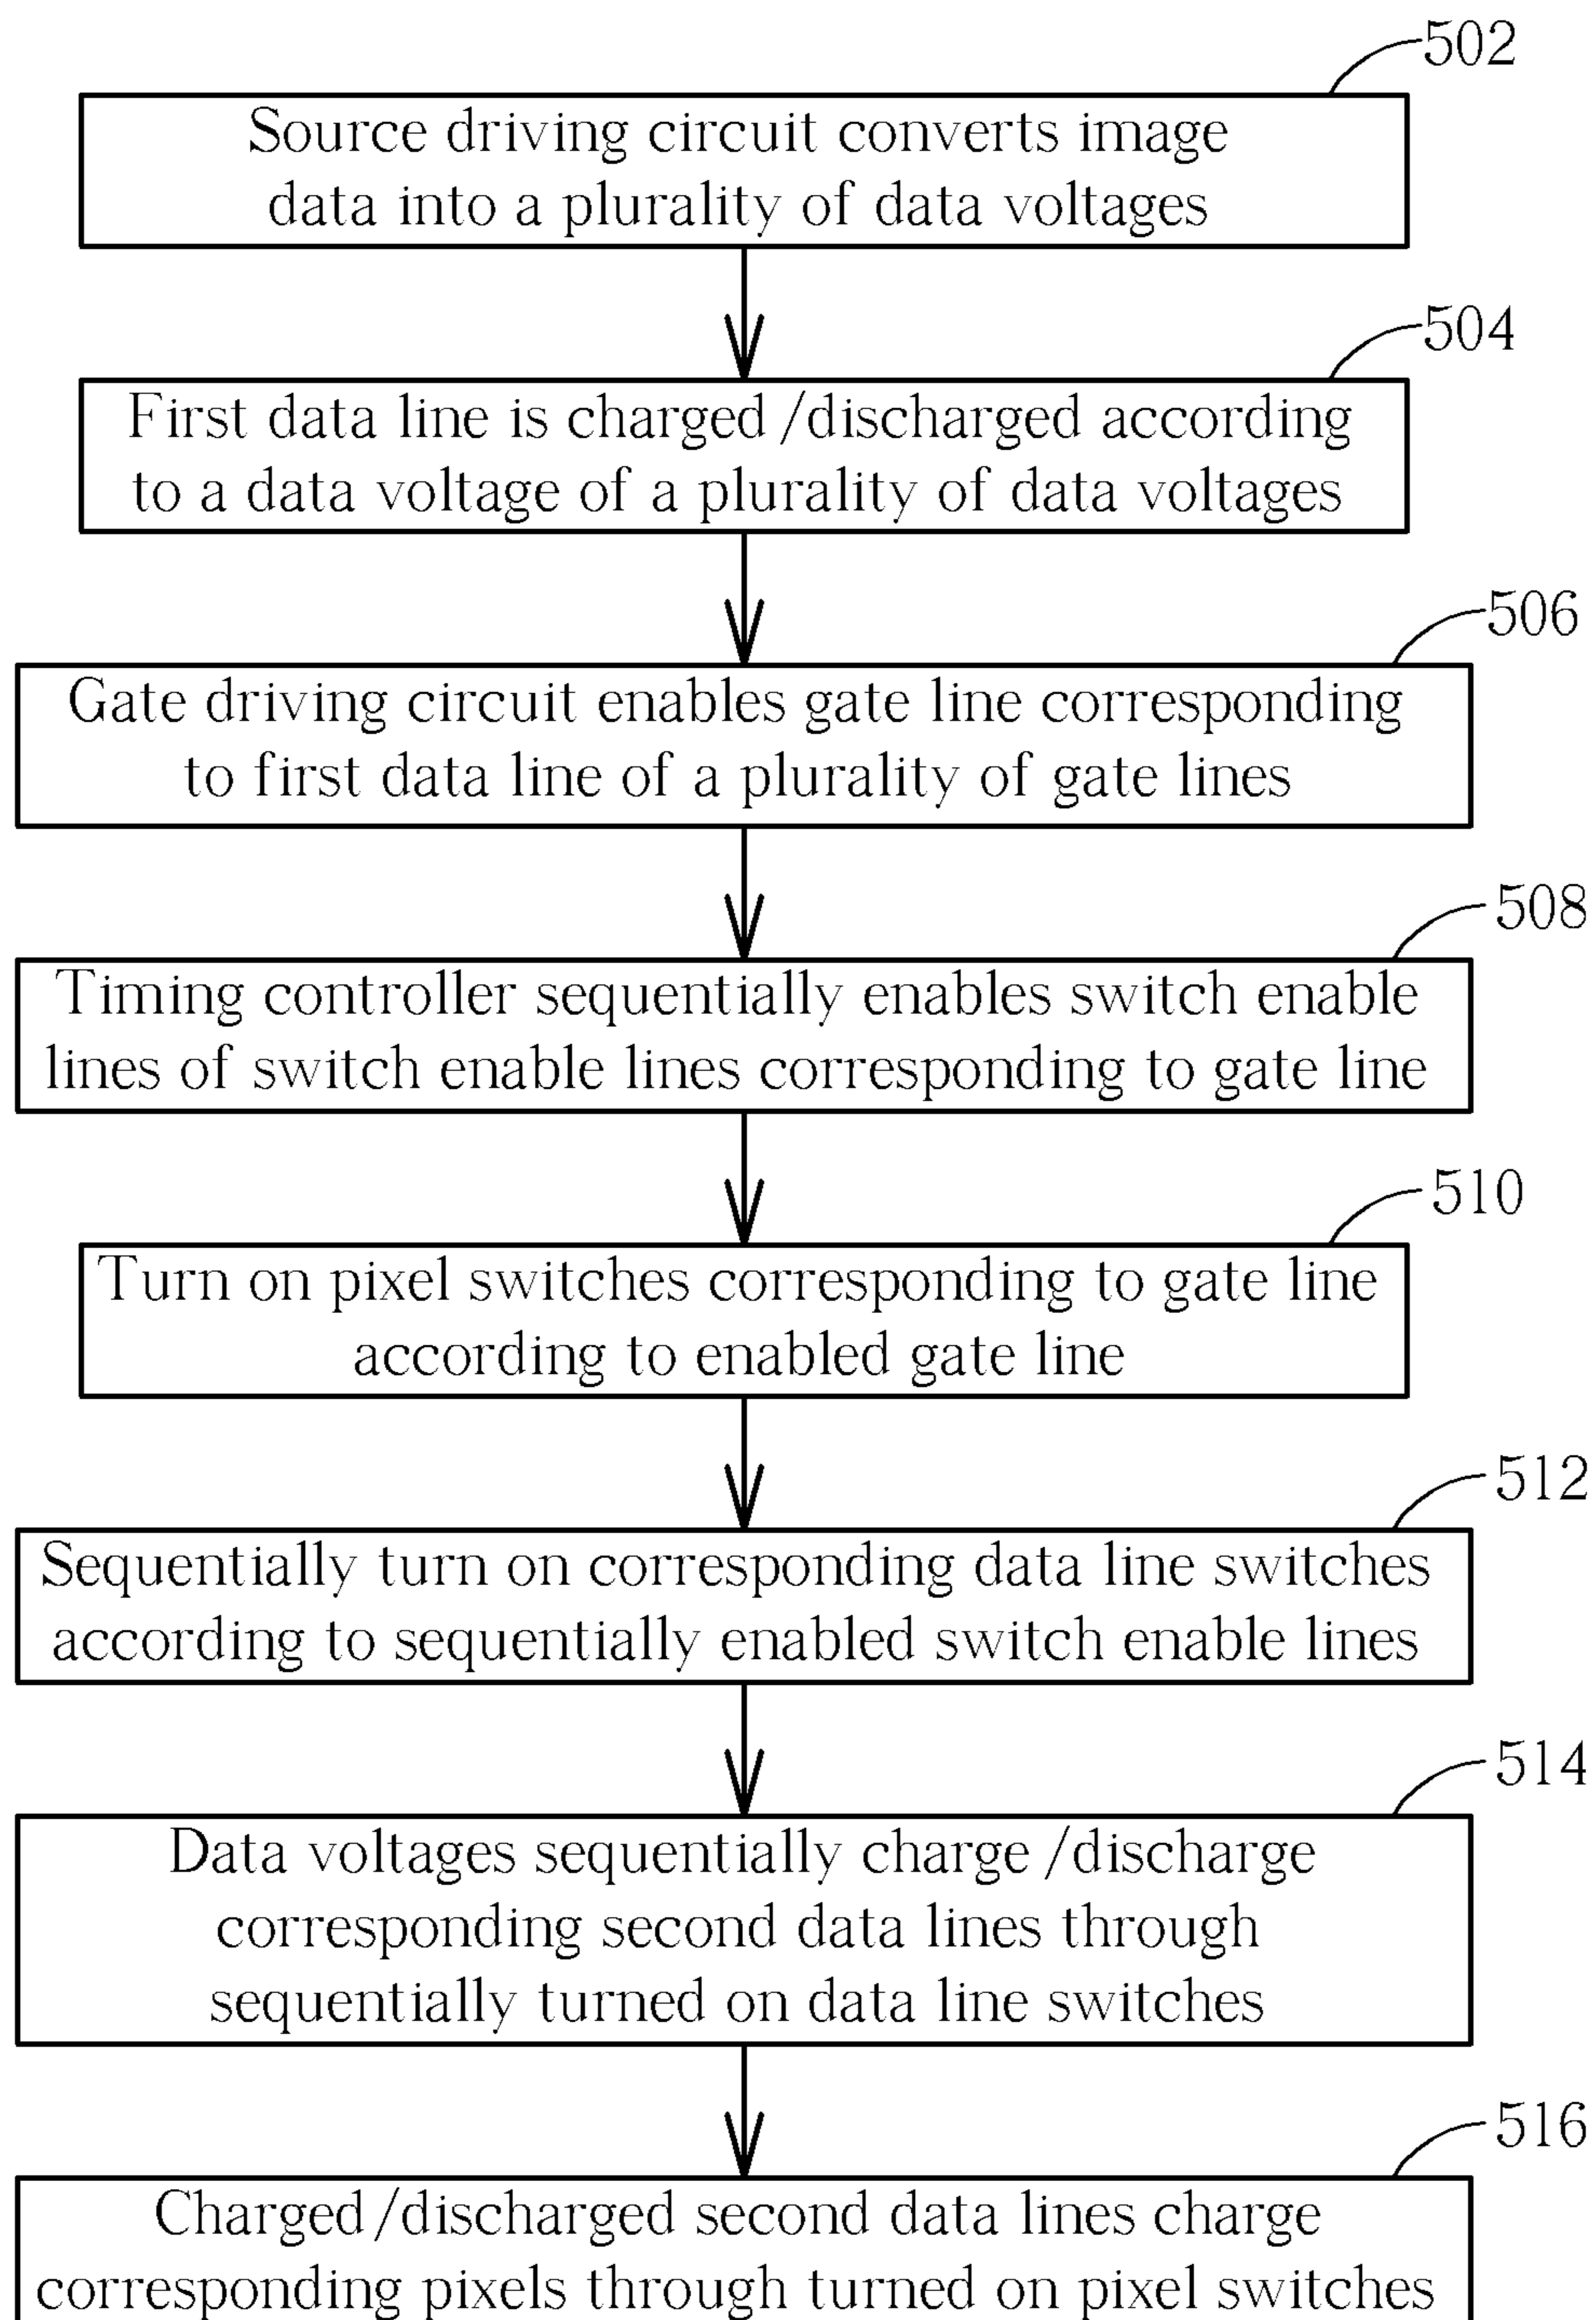 502
Source driving circuit converts image
data into a plurality of data voltages
504
First data line is charged/discharged according
to a data voltage of a plurality of data voltages
506
Gate driving circuit enables gate line corresponding
to first data line of a plurality of gate lines
508
Timing controller sequentially enables switch enable
lines of switch enable lines corresponding to gate line
510
Turn on pixel switches corresponding to gate line
according to enabled gate line
512
Sequentially turn on corresponding data line switches
according to sequentially enabled switch enable lines
514
Data voltages sequentially charge/discharge
corresponding second data lines through
sequentially turned on data line switches
516
Charged/discharged second data lines charge
corresponding pixels through turned on pixel switches